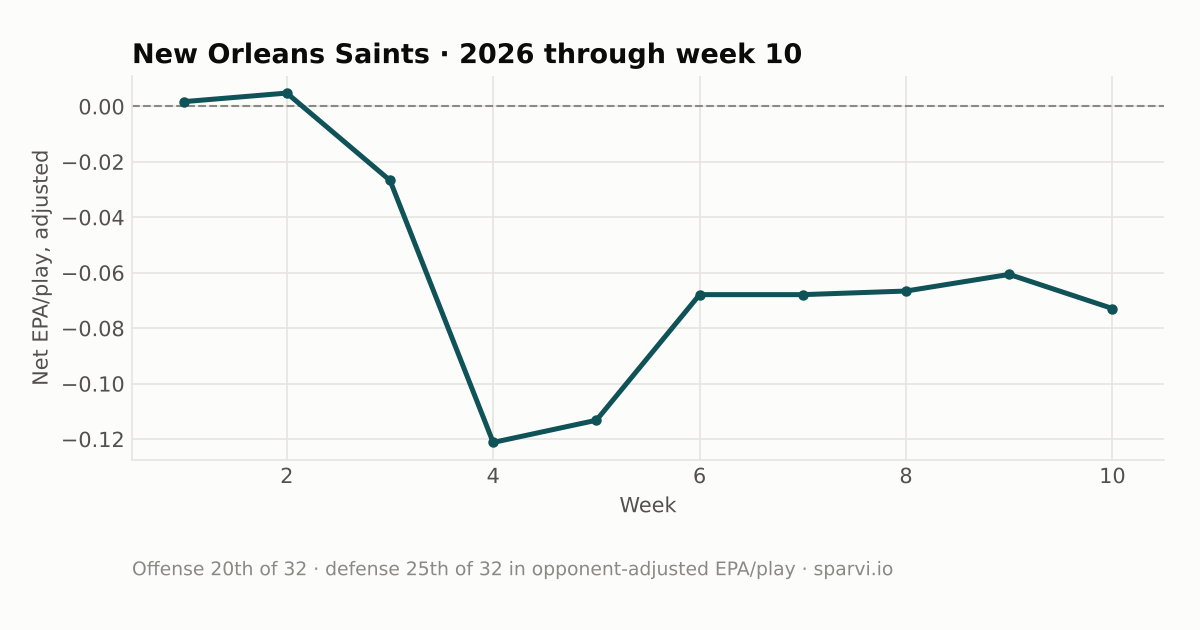 New Orleans Saints · 2026 through week 10
Net EPA/play, adjusted
0.00
−0.02
−0.04
−0.06
−0.08
−0.10
−0.12
2 4 6 8 10
Week
Offense 20th of 32 · defense 25th of 32 in opponent-adjusted EPA/play · sparvi.io